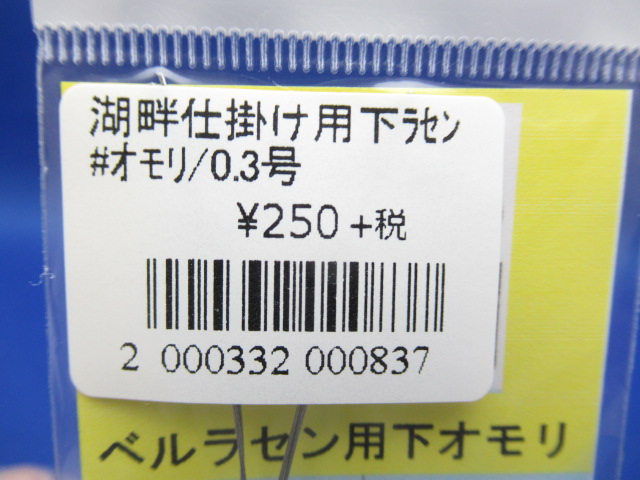 湖畔仕掛け用下ﾗｾﾝ
#ｵﾓﾘ/0.3号
¥250+税
2 000332 000837
ベルラセン用下オモリ